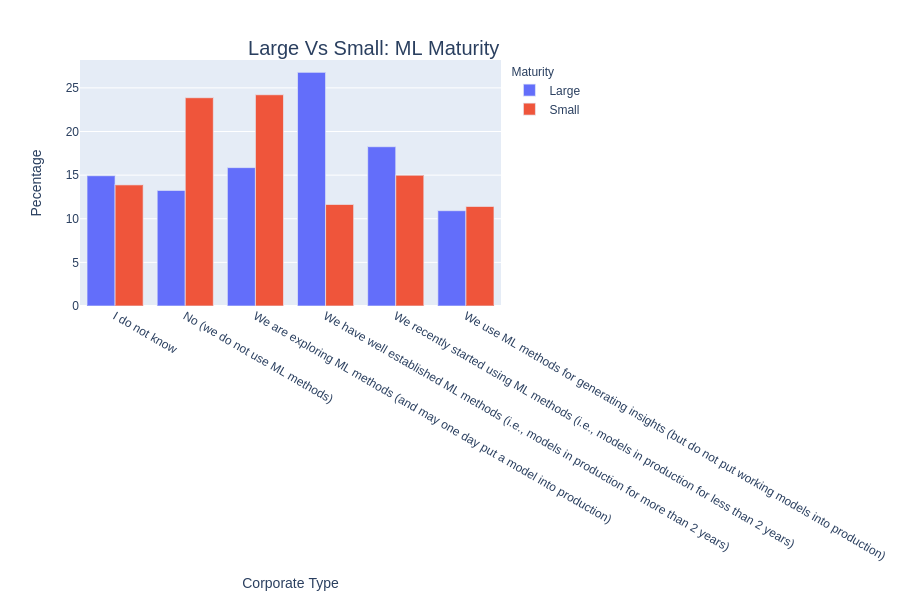 Large Vs Small: ML Maturity
Maturity
Large
Small
Pecentage
25
20
15
10
5
0
I do not know
No (we do not use ML methods)
We are exploring ML methods (and may one day put a model into production)
We have well established ML methods (i.e., models in production for more than 2 years)
We recently started using ML methods (i.e., models in production for less than 2 years)
We use ML methods for generating insights (but do not put working models into production)
Corporate Type